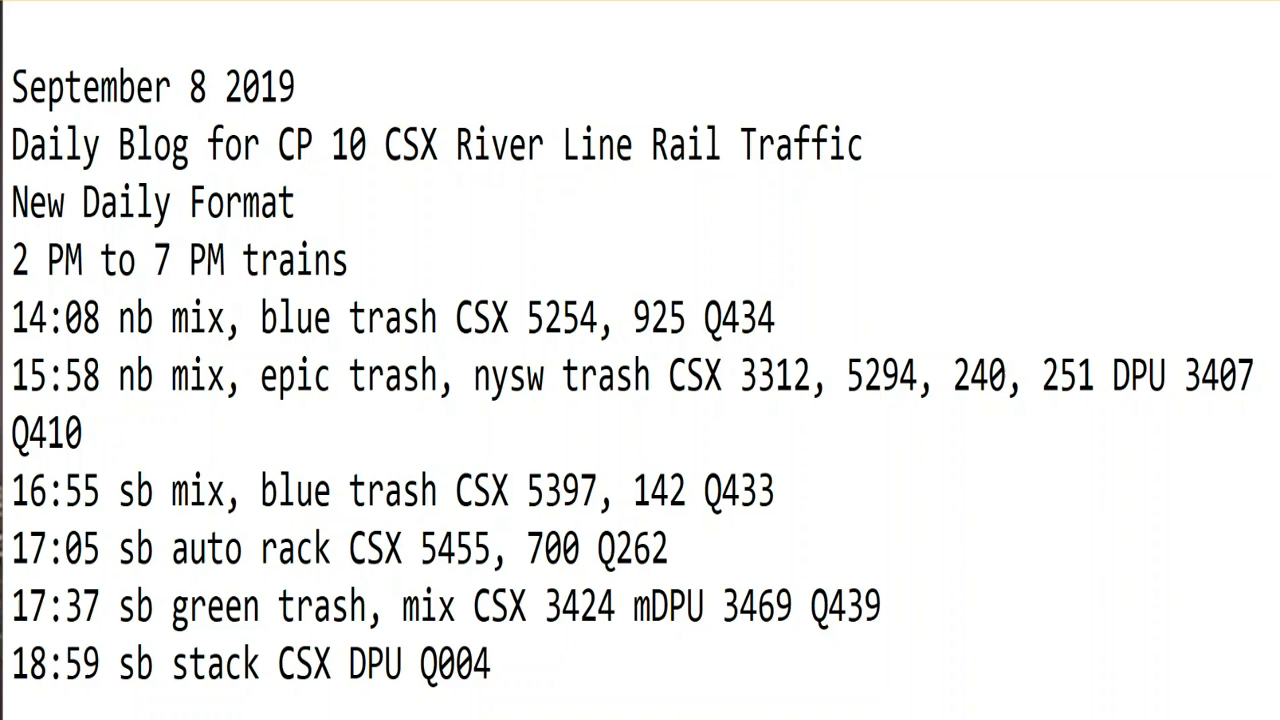 September 8 2019
Daily Blog for CP 10 CSX River Line Rail Traffic
New Daily Format
2 PM to 7 PM trains
14:08 nb mix, blue trash CSX 5254, 925 Q434
15:58 nb mix, epic trash, nysw trash CSX 3312, 5294, 240, 251 DPU 3407
Q410
16:55 sb mix, blue trash CSX 5397, 142 Q433
17:05 sb auto rack CSX 5455, 700 Q262
17:37 sb green trash, mix CSX 3424 mDPU 3469 Q439
18:59 sb stack CSX DPU Q004